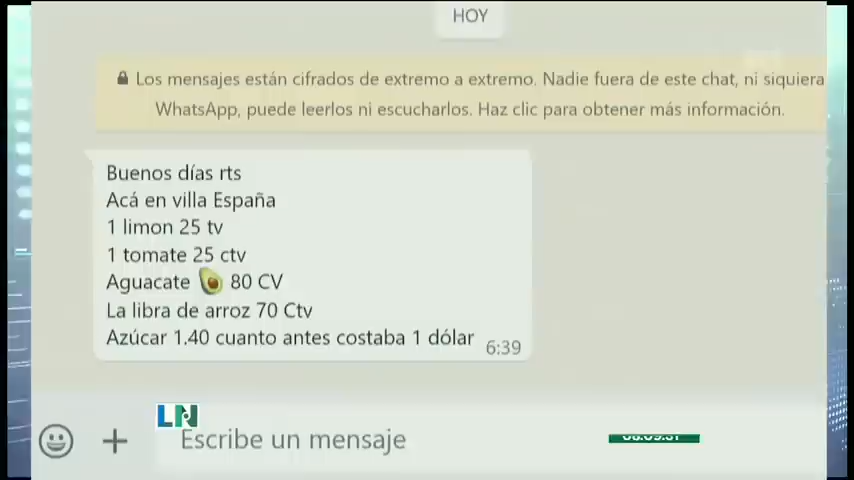 HOY
Los mensajes están cifrados de extremo a extremo. Nadie fuera de este chat, ni siquiera
WhatsApp, puede leerlos ni escucharlos. Haz clic para obtener más información.
Buenos días rts
Acá en villa España
1 limon 25 tv
1 tomate 25 ctv
Aguacate 🥑 80 CV
La libra de arroz 70 Ctv
Azúcar 1.40 cuanto antes costaba 1 dólar
6:39
LN
Escribe un mensaje